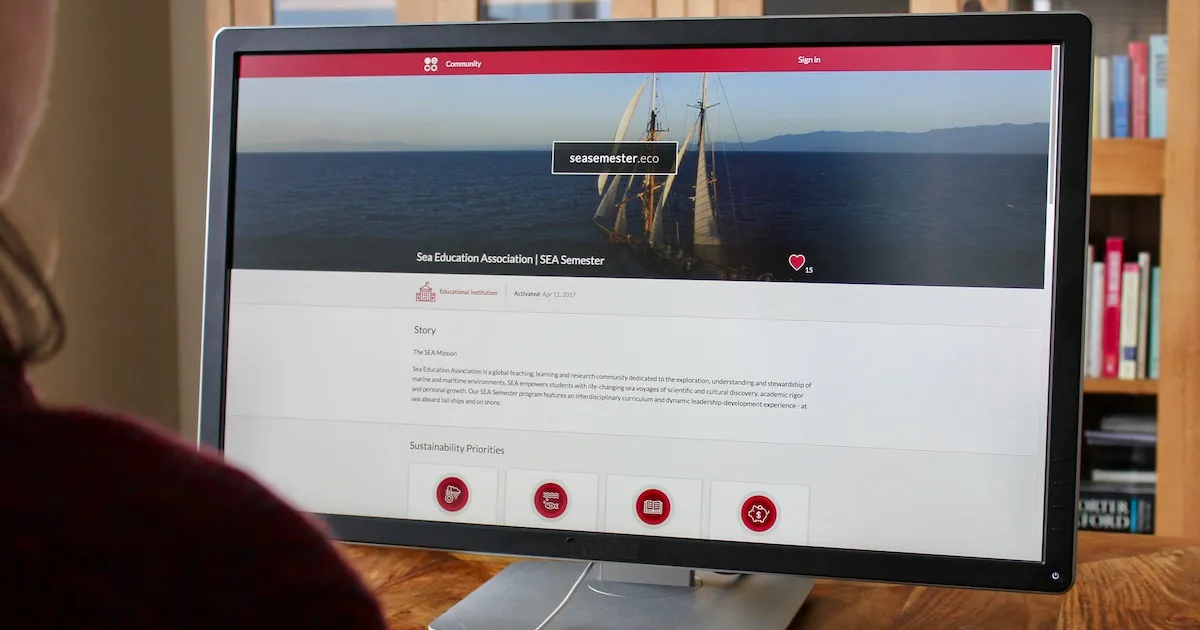 eco
Community
Sign in
seasemester.eco
Sea Education Association | SEA Semester
15
Educational institution
Activated: Apr 11, 2017
Story
The SEA Mission
Sea Education Association is a global teaching, learning and research community dedicated to the exploration, understanding and stewardship of
marine and maritime environments. SEA empowers students with life-changing sea voyages of scientific and cultural discovery, academic rigor
and personal growth. Our SEA Semester program features an interdisciplinary curriculum and dynamic leadership-development experience - at
sea aboard tall ships and on shore.
Sustainability Priorities